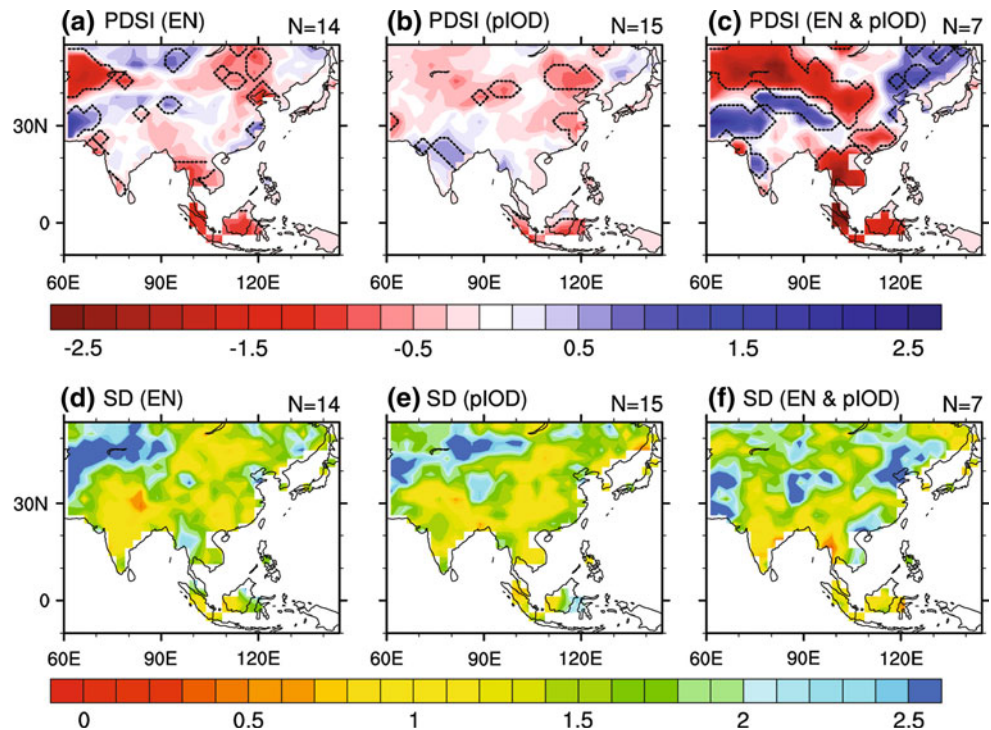 (a) PDSI (EN) N=14 (b) PDSI (pIOD) N=15 (c) PDSI (EN & pIOD) N=7
30N
0
60E 90E 120E 60E 90E 120E 60E 90E 120E
-2.5 -1.5 -0.5 0.5 1.5 2.5
(d) SD (EN) N=14 (e) SD (pIOD) N=15 (f) SD (EN & pIOD) N=7
30N
0
60E 90E 120E 60E 90E 120E 60E 90E 120E
0 0.5 1 1.5 2 2.5